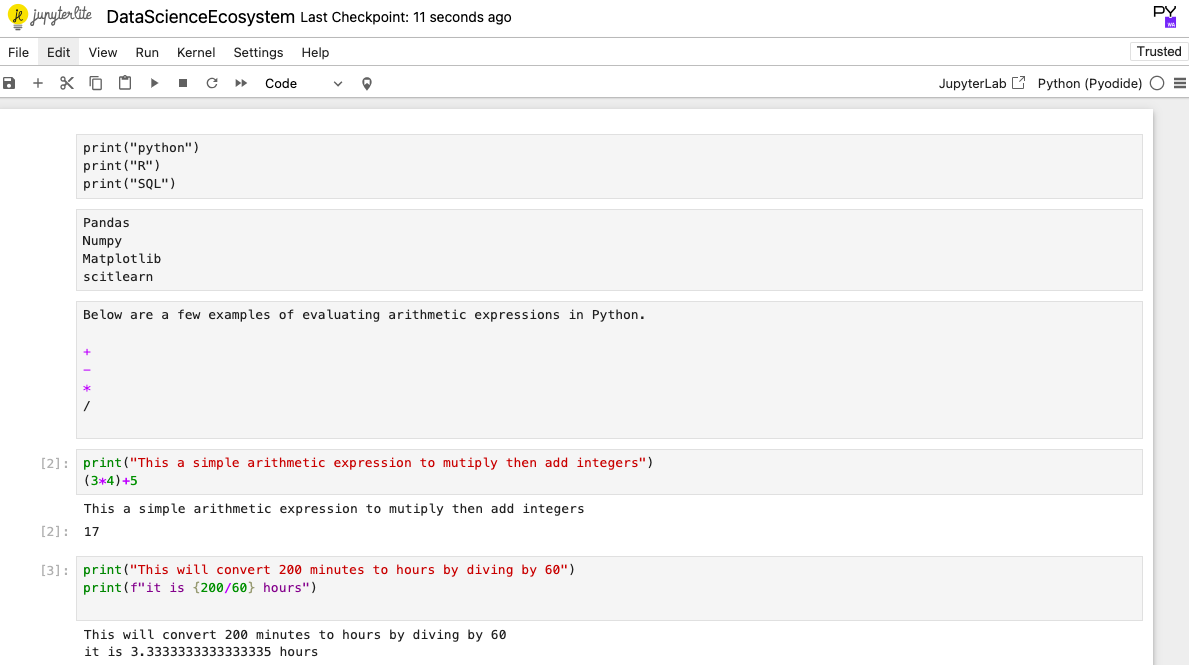 jupyterlite DataScienceEcosystem Last Checkpoint: 11 seconds ago PY
WA
File Edit View Run Kernel Settings Help Trusted
Code JupyterLab Python (Pyodide)
print("python")
print("R")
print("SQL")
Pandas
Numpy
Matplotlib
scitlearn
Below are a few examples of evaluating arithmetic expressions in Python.
+
-
*
/
[2]: print("This a simple arithmetic expression to mutiply then add integers")
(3*4)+5
This a simple arithmetic expression to mutiply then add integers
[2]: 17
[3]: print("This will convert 200 minutes to hours by diving by 60")
print(f"it is {200/60} hours")
This will convert 200 minutes to hours by diving by 60
it is 3.3333333333333335 hours